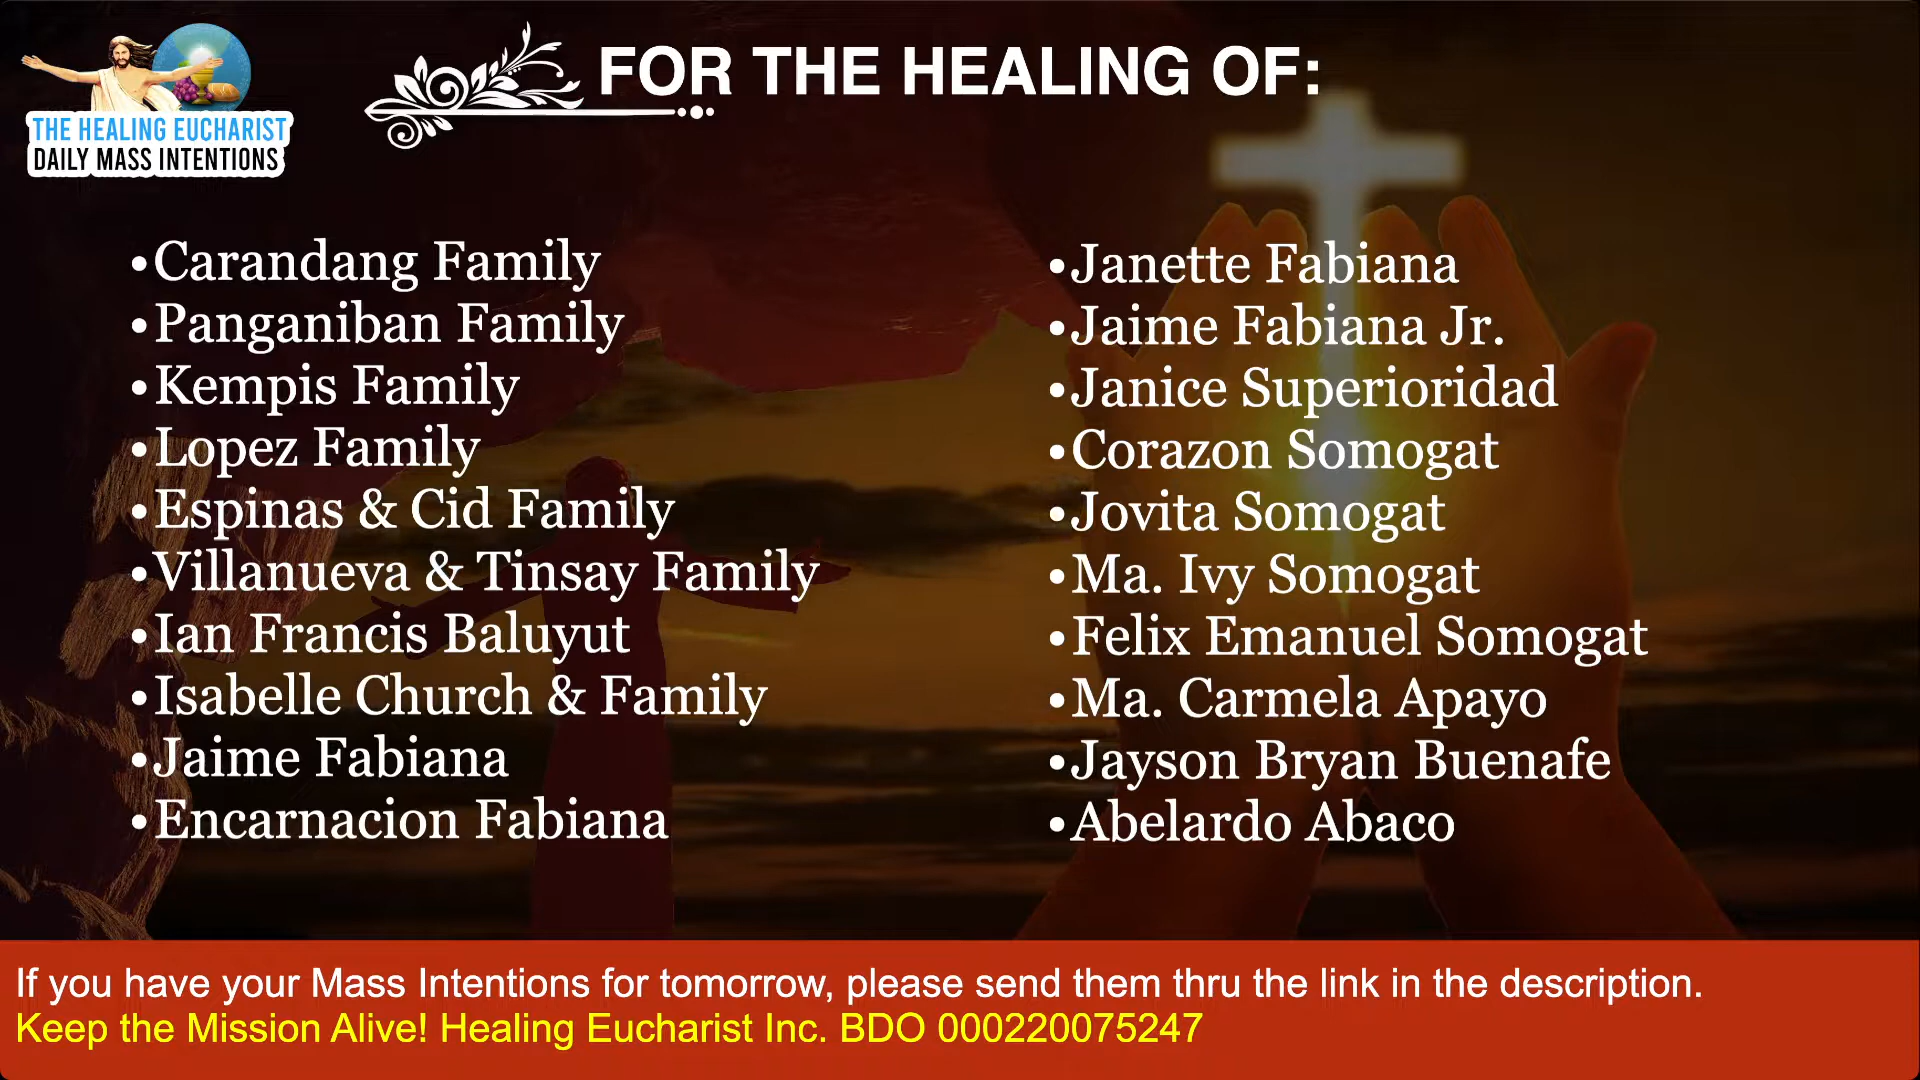 THE HEALING EUCHARIST
DAILY MASS INTENTIONS
FOR THE HEALING OF:
•Carandang Family
•Panganiban Family
•Kempis Family
•Lopez Family
•Espinas & Cid Family
•Villanueva & Tinsay Family
•Ian Francis Baluyut
•Isabelle Church & Family
•Jaime Fabiana
•Encarnacion Fabiana
•Janette Fabiana
•Jaime Fabiana Jr.
•Janice Superioridad
•Corazon Somogat
•Jovita Somogat
•Ma. Ivy Somogat
•Felix Emanuel Somogat
•Ma. Carmela Apayo
•Jayson Bryan Buenafe
•Abelardo Abaco
If you have your Mass Intentions for tomorrow, please send them thru the link in the description.
Keep the Mission Alive! Healing Eucharist Inc. BDO 000220075247